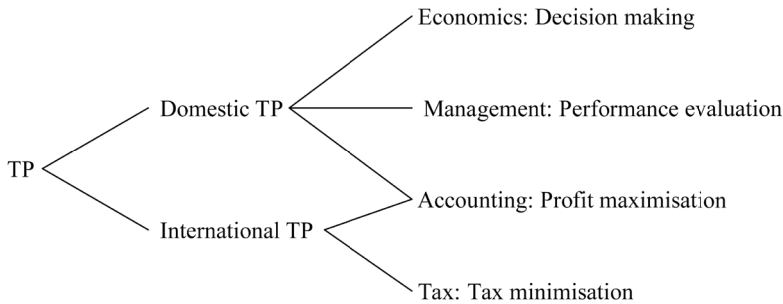 Economics: Decision making
Domestic TP
Management: Performance evaluation
TP
Accounting: Profit maximisation
International TP
Tax: Tax minimisation